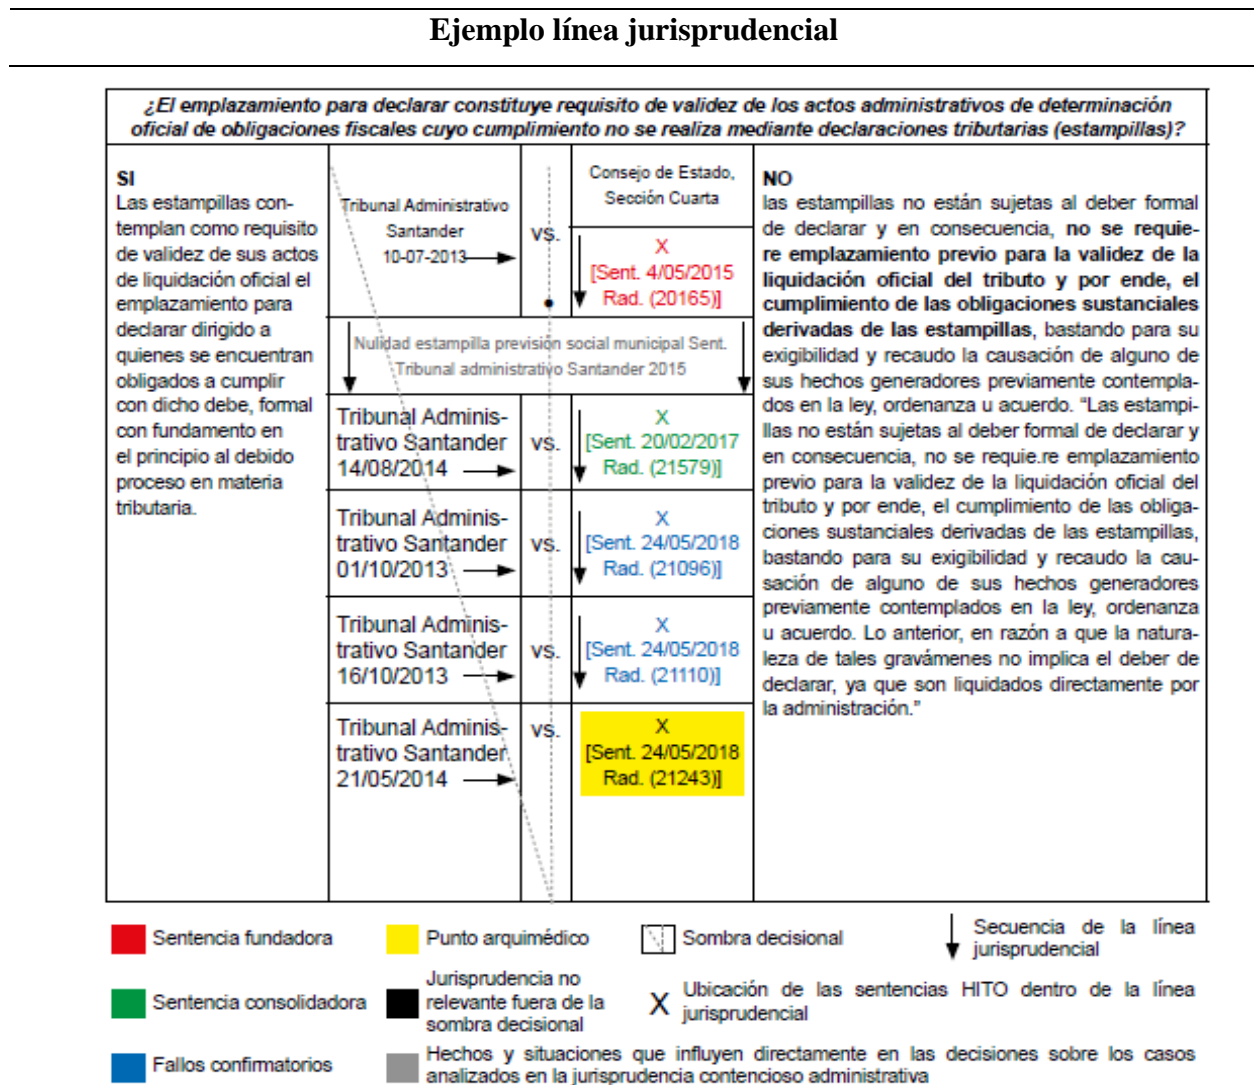 Ejemplo línea jurisprudencial
¿El emplazamiento para declarar constituye requisito de validez de los actos administrativos de determinación
oficial de obligaciones fiscales cuyo cumplimiento no se realiza mediante declaraciones tributarias (estampillas)?
SI
Las estampillas con-
templan como requisito
de validez de sus actos
de liquidación oficial el
emplazamiento para
declarar dirigido a
quienes se encuentran
obligados a cumplir
con dicho debe, formal
con fundamento en
el principio al debido
proceso en materia
tributaria.
Tribunal Administrativo
Santander
10-07-2013
vs.
Consejo de Estado,
Sección Cuarta
X
[Sent. 4/05/2015
Rad. (20165)]
Nulidad estampilla previsión social municipal Sent.
Tribunal administrativo Santander 2015
Tribunal Adminis-
trativo Santander
14/08/2014
vs.
X
[Sent. 20/02/2017
Rad. (21579)]
Tribunal Adminis-
trativo Santander
01/10/2013
vs.
X
[Sent. 24/05/2018
Rad. (21096)]
Tribunal Adminis-
trativo Santander
16/10/2013
vs.
X
[Sent. 24/05/2018
Rad. (21110)]
Tribunal Adminis-
trativo Santander
21/05/2014
vs.
X
[Sent. 24/05/2018
Rad. (21243)]
NO
las estampillas no están sujetas al deber formal
de declarar y en consecuencia, no se requie-
re emplazamiento previo para la validez de la
liquidación oficial del tributo y por ende, el
cumplimiento de las obligaciones sustanciales
derivadas de las estampillas, bastando para su
exigibilidad y recaudo la causación de alguno de
sus hechos generadores previamente contempla-
dos en la ley, ordenanza u acuerdo. “Las estampi-
llas no están sujetas al deber formal de declarar y
en consecuencia, no se requie.re emplazamiento
previo para la validez de la liquidación oficial del
tributo y por ende, el cumplimiento de las obliga-
ciones sustanciales derivadas de las estampillas,
bastando para su exigibilidad y recaudo la cau-
sación de alguno de sus hechos generadores
previamente contemplados en la ley, ordenanza
u acuerdo. Lo anterior, en razón a que la natura-
leza de tales gravámenes no implica el deber de
declarar, ya que son liquidados directamente por
la administración.”
Sentencia fundadora
Punto arquimédico
Sombra decisional
Secuencia de la línea
jurisprudencial
Sentencia consolidadora
Jurisprudencia no
relevante fuera de la
sombra decisional
X
Ubicación de las sentencias HITO dentro de la línea
jurisprudencial
Fallos confirmatorios
Hechos y situaciones que influyen directamente en las decisiones sobre los casos
analizados en la jurisprudencia contencioso administrativa